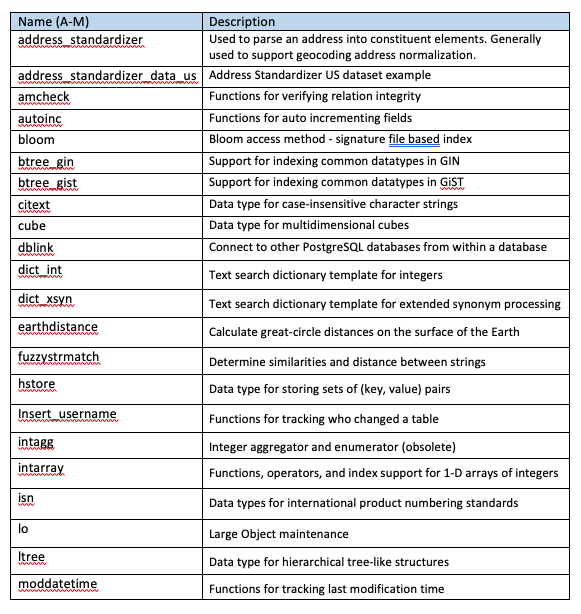 Name (A-M) Description
address_standardizer Used to parse an address into constituent elements. Generally
used to support geocoding address normalization.
address_standardizer_data_us Address Standardizer US dataset example
amcheck Functions for verifying relation integrity
autoinc Functions for auto incrementing fields
bloom Bloom access method - signature file based index
btree_gin Support for indexing common datatypes in GIN
btree_gist Support for indexing common datatypes in GiST
citext Data type for case-insensitive character strings
cube Data type for multidimensional cubes
dblink Connect to other PostgreSQL databases from within a database
dict_int Text search dictionary template for integers
dict_xsyn Text search dictionary template for extended synonym processing
earthdistance Calculate great-circle distances on the surface of the Earth
fuzzystrmatch Determine similarities and distance between strings
hstore Data type for storing sets of (key, value) pairs
Insert_username Functions for tracking who changed a table
intagg Integer aggregator and enumerator (obsolete)
intarray Functions, operators, and index support for 1-D arrays of integers
isn Data types for international product numbering standards
lo Large Object maintenance
ltree Data type for hierarchical tree-like structures
moddatetime Functions for tracking last modification time